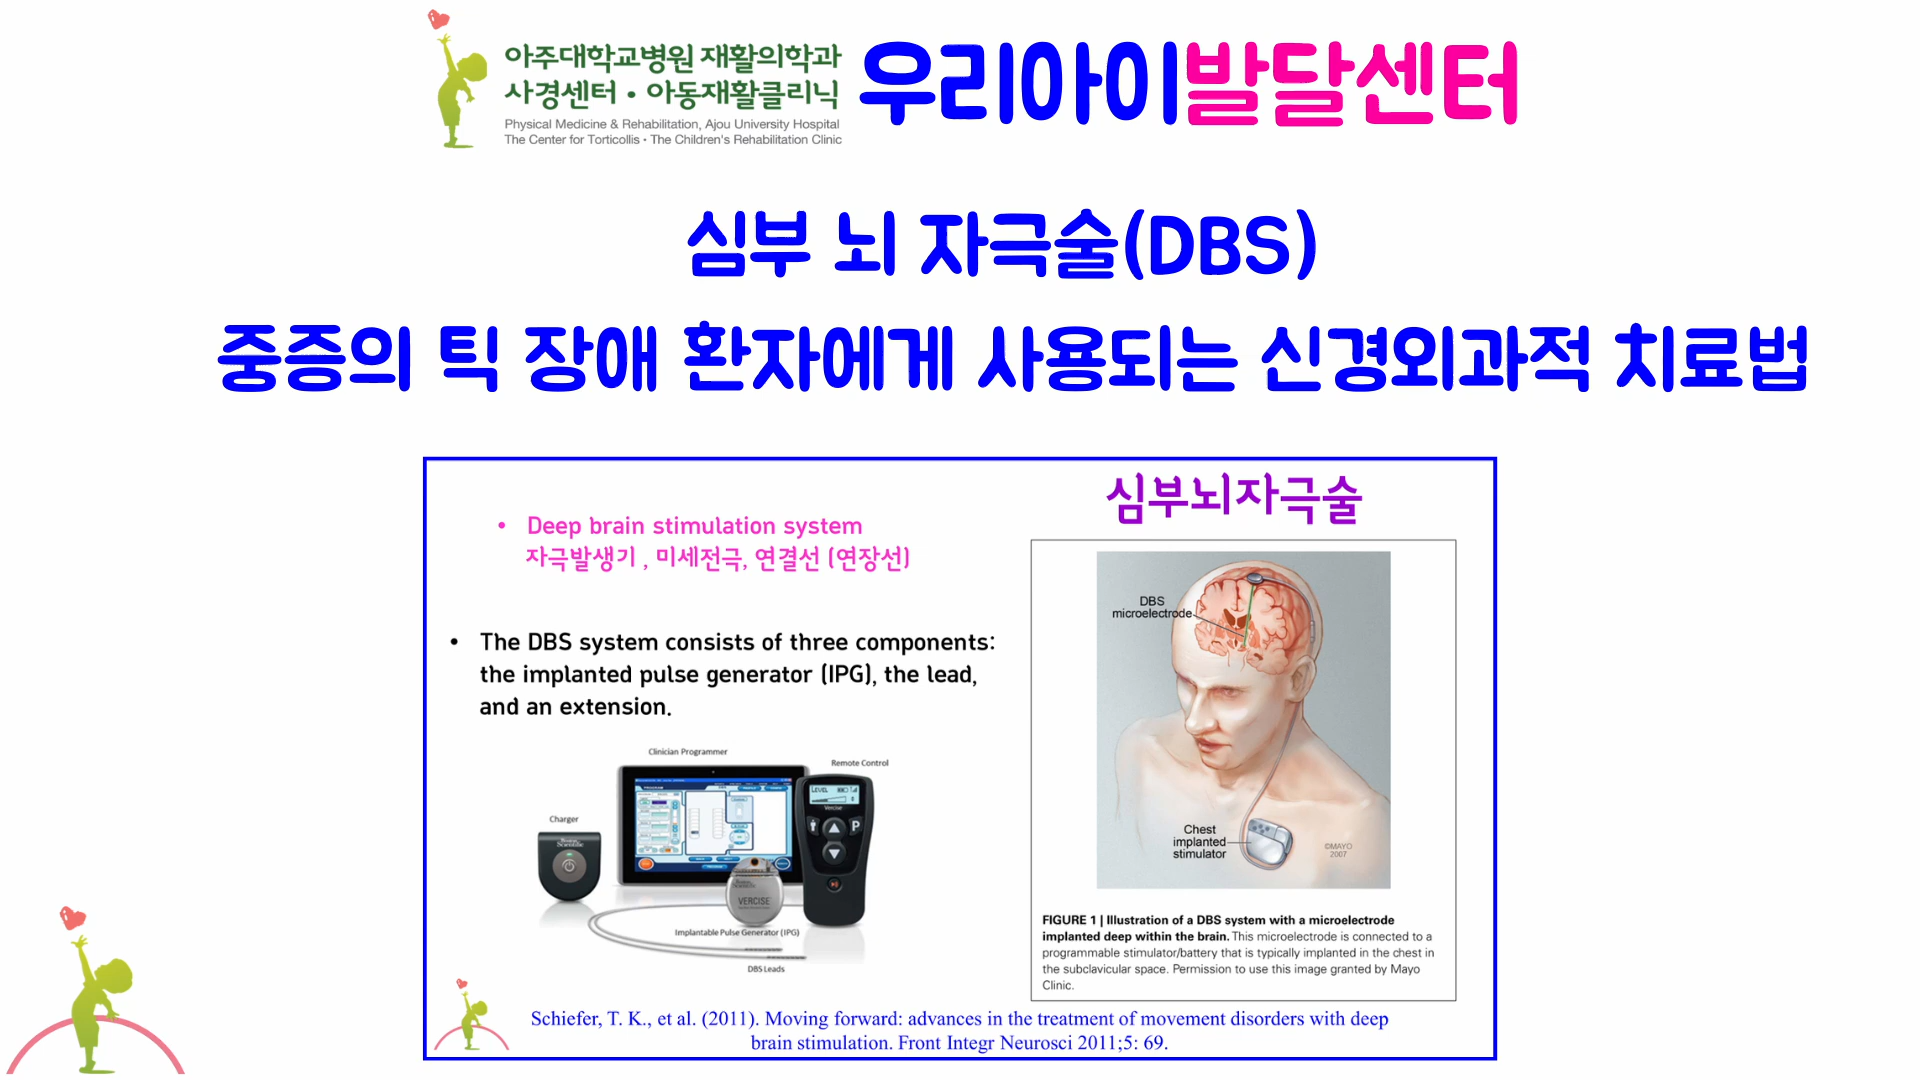 아주대학교병원 재활의학과
사경센터 • 아동재활클리닉
Physical Medicine & Rehabilitation, Ajou University Hospital
The Center for Torticollis • The Children's Rehabilitation Clinic
우리아이발달센터
심부 뇌 자극술(DBS)
중증의 틱 장애 환자에게 사용되는 신경외과적 치료법
• Deep brain stimulation system
자극발생기 , 미세전극, 연결선 (연장선)
• The DBS system consists of three components:
the implanted pulse generator (IPG), the lead,
and an extension.
Clinician Programmer
Remote Control
Charger
Boston
Scientific
LEVEL
Vercise
P
VERCISE
Implantable Pulse Generator (IPG)
DBS Leads
심부뇌자극술
DBS
microelectrode
Chest
implanted
stimulator
©MAYO
2007
FIGURE 1 | Illustration of a DBS system with a microelectrode
implanted deep within the brain. This microelectrode is connected to a
programmable stimulator/battery that is typically implanted in the chest in
the subclavicular space. Permission to use this image granted by Mayo
Clinic.
Schiefer, T. K., et al. (2011). Moving forward: advances in the treatment of movement disorders with deep
brain stimulation. Front Integr Neurosci 2011;5: 69.